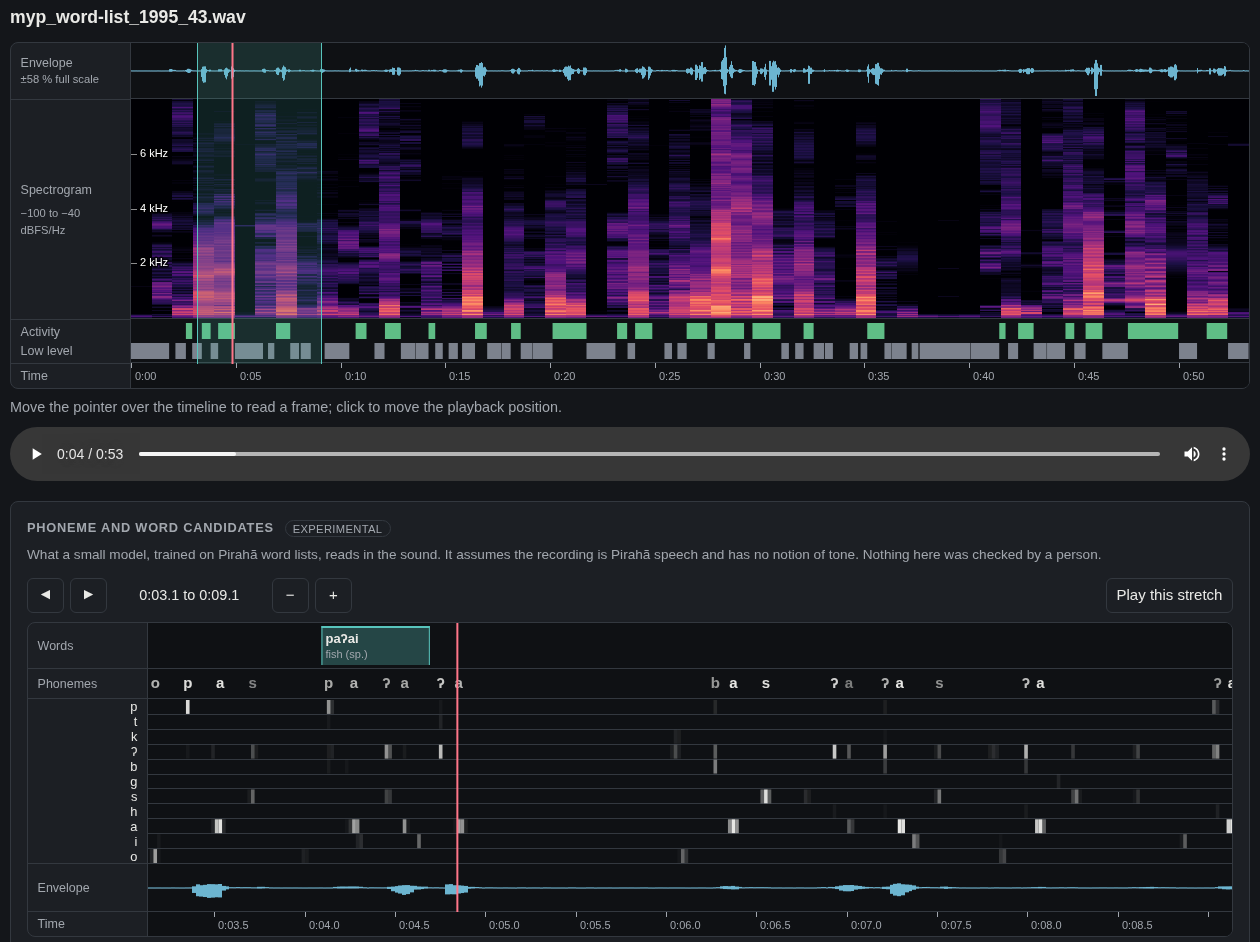 myp_word-list_1995_43.wav
Envelope
±58 % full scale
Spectrogram
−100 to −40
dBFS/Hz
6 kHz
4 kHz
2 kHz
Activity
Low level
Time
0:00 0:05 0:10 0:15 0:20 0:25 0:30 0:35 0:40 0:45 0:50
Move the pointer over the timeline to read a frame; click to move the playback position.
0:04 / 0:53
PHONEME AND WORD CANDIDATES EXPERIMENTAL
What a small model, trained on Pirahã word lists, reads in the sound. It assumes the recording is Pirahã speech and has no notion of tone. Nothing here was checked by a person.
◄ ► 0:03.1 to 0:09.1 − + Play this stretch
Words
paʔai
fish (sp.)
Phonemes
o p a s p a ʔ a ʔ a b a s ʔ a ʔ a s ʔ a ʔ a
p
t
k
ʔ
b
g
s
h
a
i
o
Envelope
Time
0:03.5 0:04.0 0:04.5 0:05.0 0:05.5 0:06.0 0:06.5 0:07.0 0:07.5 0:08.0 0:08.5